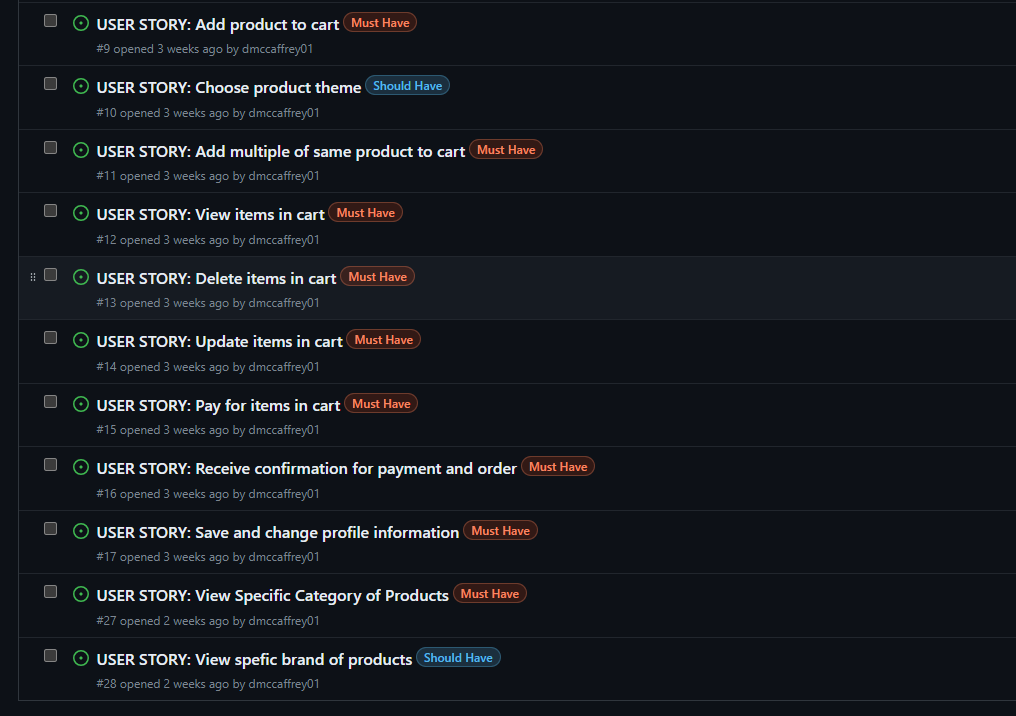 USER STORY: Add product to cart Must Have
#9 opened 3 weeks ago by dmccaffrey01
USER STORY: Choose product theme Should Have
#10 opened 3 weeks ago by dmccaffrey01
USER STORY: Add multiple of same product to cart Must Have
#11 opened 3 weeks ago by dmccaffrey01
USER STORY: View items in cart Must Have
#12 opened 3 weeks ago by dmccaffrey01
USER STORY: Delete items in cart Must Have
#13 opened 3 weeks ago by dmccaffrey01
USER STORY: Update items in cart Must Have
#14 opened 3 weeks ago by dmccaffrey01
USER STORY: Pay for items in cart Must Have
#15 opened 3 weeks ago by dmccaffrey01
USER STORY: Receive confirmation for payment and order Must Have
#16 opened 3 weeks ago by dmccaffrey01
USER STORY: Save and change profile information Must Have
#17 opened 3 weeks ago by dmccaffrey01
USER STORY: View Specific Category of Products Must Have
#27 opened 2 weeks ago by dmccaffrey01
USER STORY: View spefic brand of products Should Have
#28 opened 2 weeks ago by dmccaffrey01